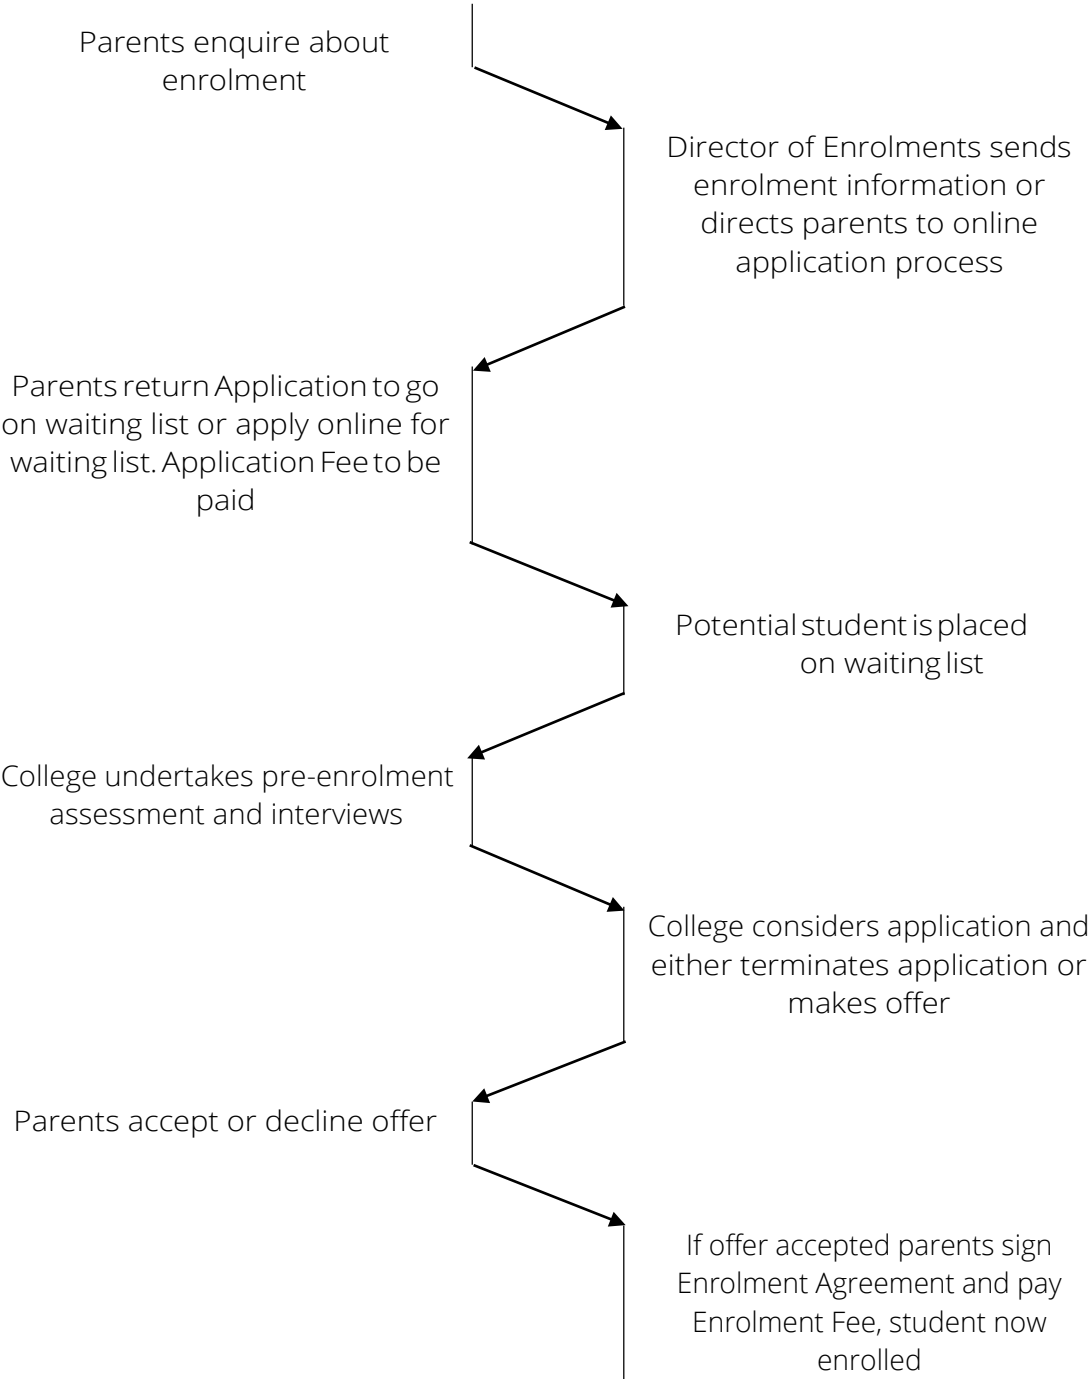 Parents enquire about
enrolment
Director of Enrolments sends
enrolment information or
directs parents to online
application process
Parents return Application to go
on waiting list or apply online for
waiting list. Application Fee to be
paid
Potential student is placed
on waiting list
College undertakes pre-enrolment
assessment and interviews
College considers application and
either terminates application or
makes offer
Parents accept or decline offer
If offer accepted parents sign
Enrolment Agreement and pay
Enrolment Fee, student now
enrolled